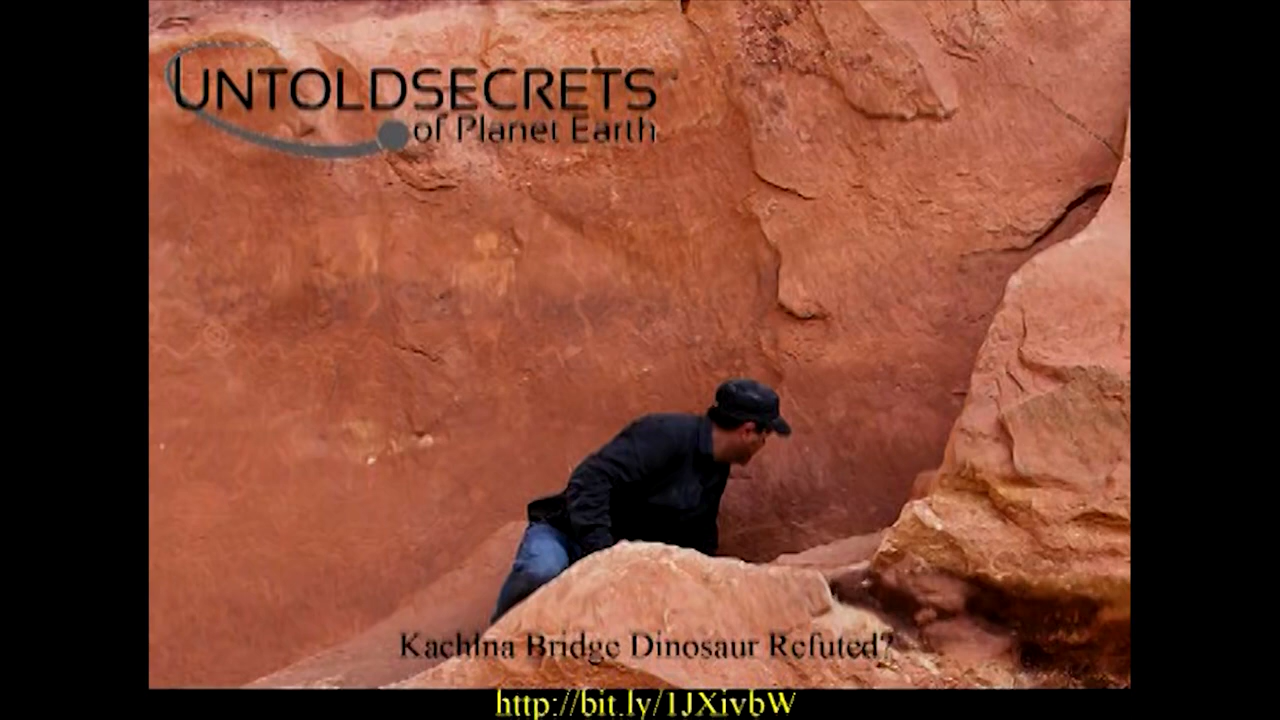 UNTOLDSECRETS
of Planet Earth
Kachina Bridge Dinosaur Refuted?
http://bit.ly/1JXivbW